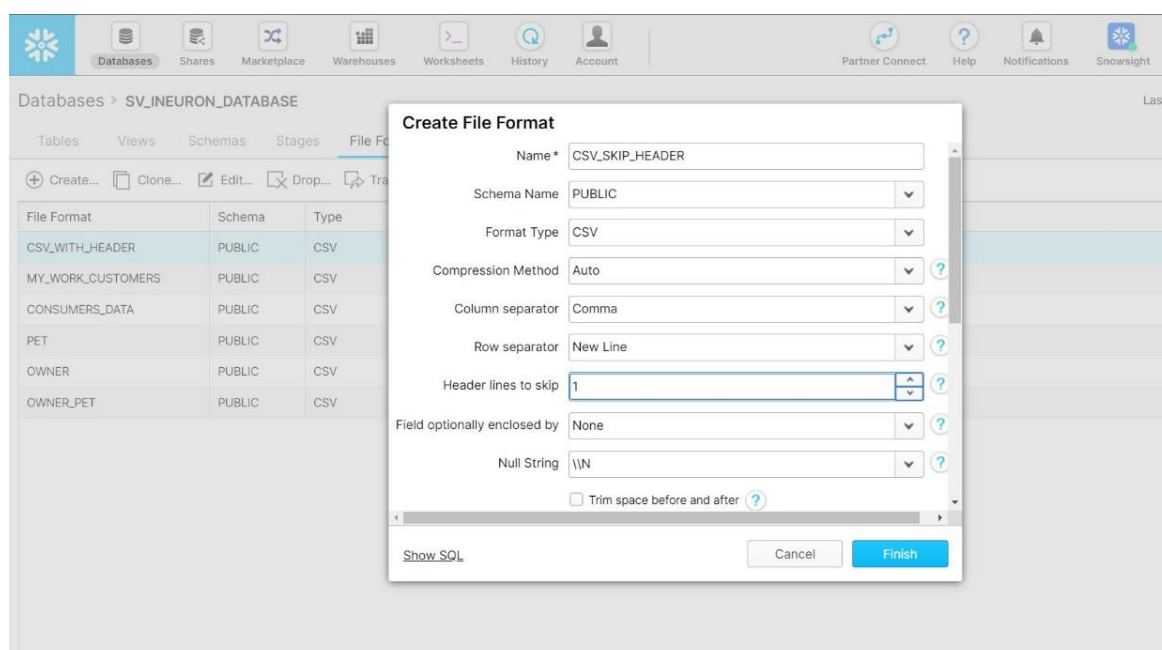 Databases Shares Marketplace Warehouses Worksheets History Account Partner Connect Help Notifications Snowsight
Databases > SV_INEURON_DATABASE
Las
Tables Views Schemas Stages File Fo
Create... Clone... Edit... Drop... Tra
File Format Schema Type
CSV_WITH_HEADER PUBLIC CSV
MY_WORK_CUSTOMERS PUBLIC CSV
CONSUMERS_DATA PUBLIC CSV
PET PUBLIC CSV
OWNER PUBLIC CSV
OWNER_PET PUBLIC CSV
Create File Format
Name* CSV_SKIP_HEADER
Schema Name PUBLIC
Format Type CSV
Compression Method Auto ?
Column separator Comma ?
Row separator New Line ?
Header lines to skip 1 ?
Field optionally enclosed by None ?
Null String \\N ?
Trim space before and after ?
Show SQL Cancel Finish